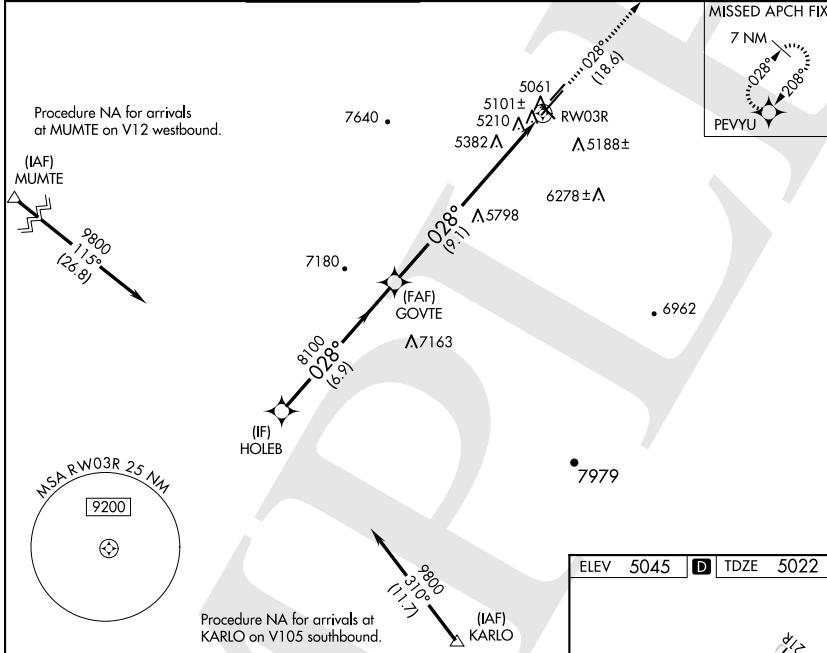 MISSED APCH FIX
7 NM
028°
208°
PEVYU
028°
(18.6)
5061
5101±
5210
RW03R
7640
5382
5188±
Procedure NA for arrivals
at MUMTE on V12 westbound.
(IAF)
MUMTE
9800
115°
(26.8)
6278±
5798
028°
(9.1)
7180
(FAF)
GOVTE
6962
7163
8100
028°
(6.9)
(IF)
HOLEB
7979
MSA RW03R 25 NM
9200
9800
310°
(11.7)
Procedure NA for arrivals at
KARLO on V105 southbound.
(IAF)
KARLO
ELEV 5045 D TDZE 5022
21R